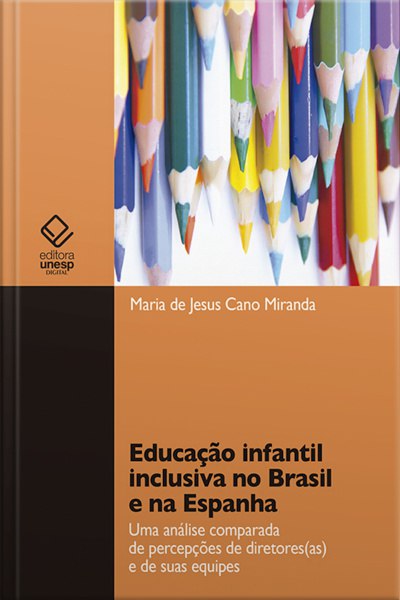 editora
unesp
DIGITAL
Maria de Jesus Cano Miranda
Educação infantil
inclusiva no Brasil
e na Espanha
Uma análise comparada
de percepções de diretores(as)
e de suas equipes